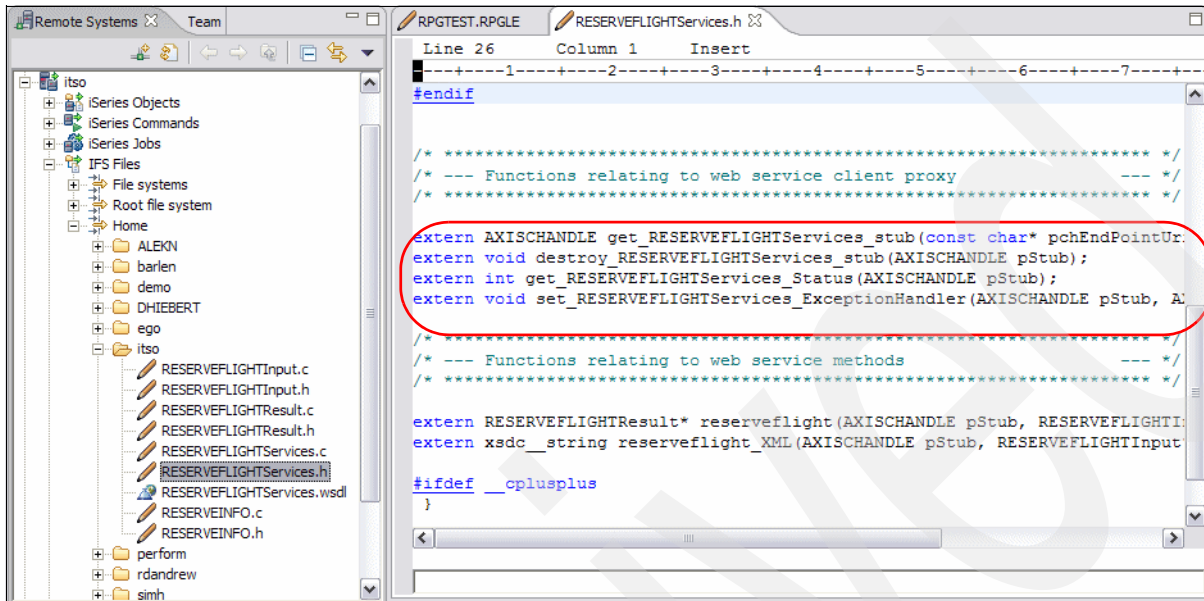 Remote Systems
Team
itso
iSeries Objects
iSeries Commands
iSeries Jobs
IFS Files
File systems
Root file system
Home
ALEKN
barlen
demo
DHIEBERT
ego
itso
RESERVEFLIGHTInput.c
RESERVEFLIGHTInput.h
RESERVEFLIGHTResult.c
RESERVEFLIGHTResult.h
RESERVEFLIGHTServices.c
RESERVEFLIGHTServices.h
RESERVEFLIGHTServices.wsdl
RESERVEINFO.c
RESERVEINFO.h
perform
rdandrew
simh
RPGTEST.RPGLE
RESERVEFLIGHTServices.h
Line 26 Column 1 Insert
----+----1----+----2----+----3----+----4----+----5----+----6----+----7----+--
#endif
/* ********************************************************************* */
/* --- Functions relating to web service client proxy --- */
/* ********************************************************************* */
extern AXISCHANDLE get_RESERVEFLIGHTServices_stub(const char* pchEndPointUr
extern void destroy_RESERVEFLIGHTServices_stub(AXISCHANDLE pStub);
extern int get_RESERVEFLIGHTServices_Status(AXISCHANDLE pStub);
extern void set_RESERVEFLIGHTServices_ExceptionHandler(AXISCHANDLE pStub, AX
/* ********************************************************************* */
/* --- Functions relating to web service methods --- */
/* ********************************************************************* */
extern RESERVEFLIGHTResult* reserveflight(AXISCHANDLE pStub, RESERVEFLIGHTI
extern xsdc__string reserveflight_XML(AXISCHANDLE pStub, RESERVEFLIGHTInput
#ifdef __cplusplus
}